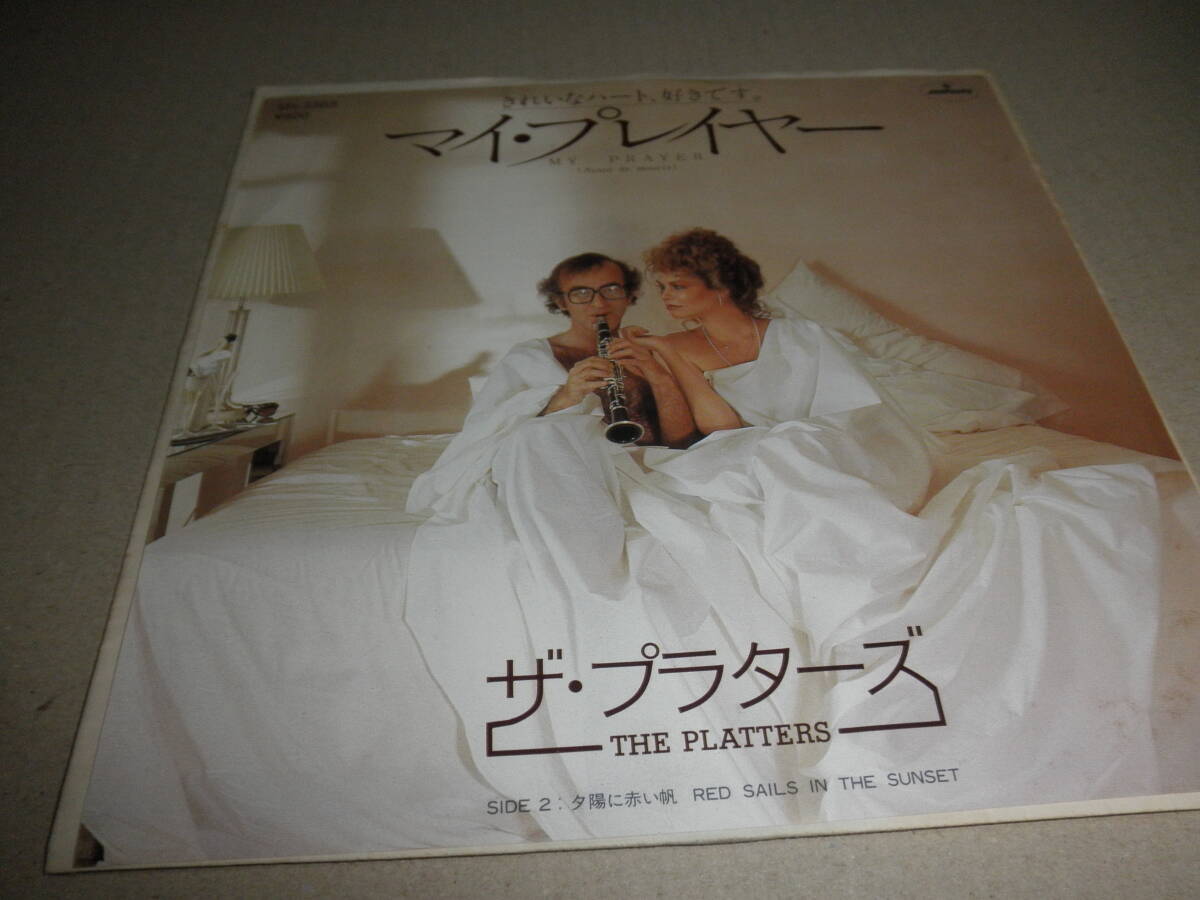 ¥600
きれいなハート、好きです。
マイ・プレイヤー
MY PRAYER
ザ・プラターズ
THE PLATTERS
SIDE 2：夕陽に赤い帆 RED SAILS IN THE SUNSET